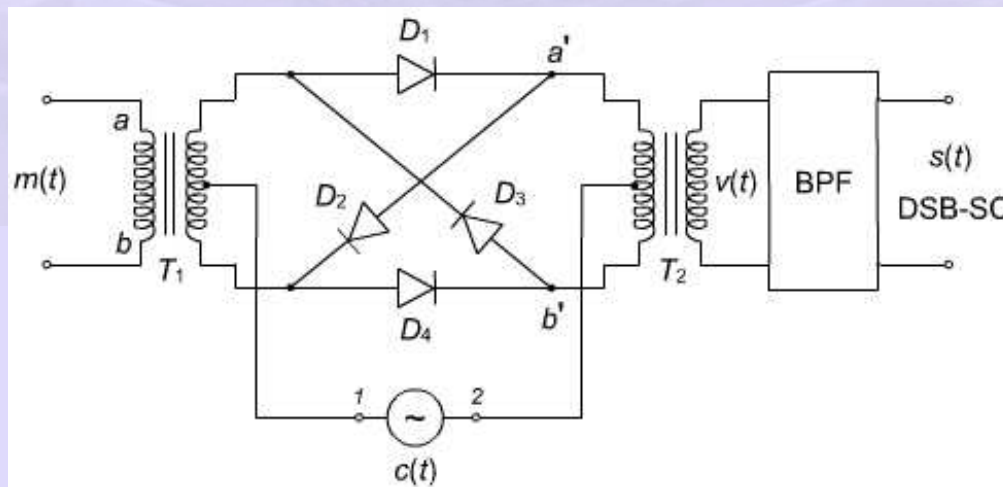 D₁
a'
a
m(t)
b
T₁
D₂
D₃
D₄
b'
T₂
v(t)
BPF
s(t)
DSB-SC
1
~
2
c(t)